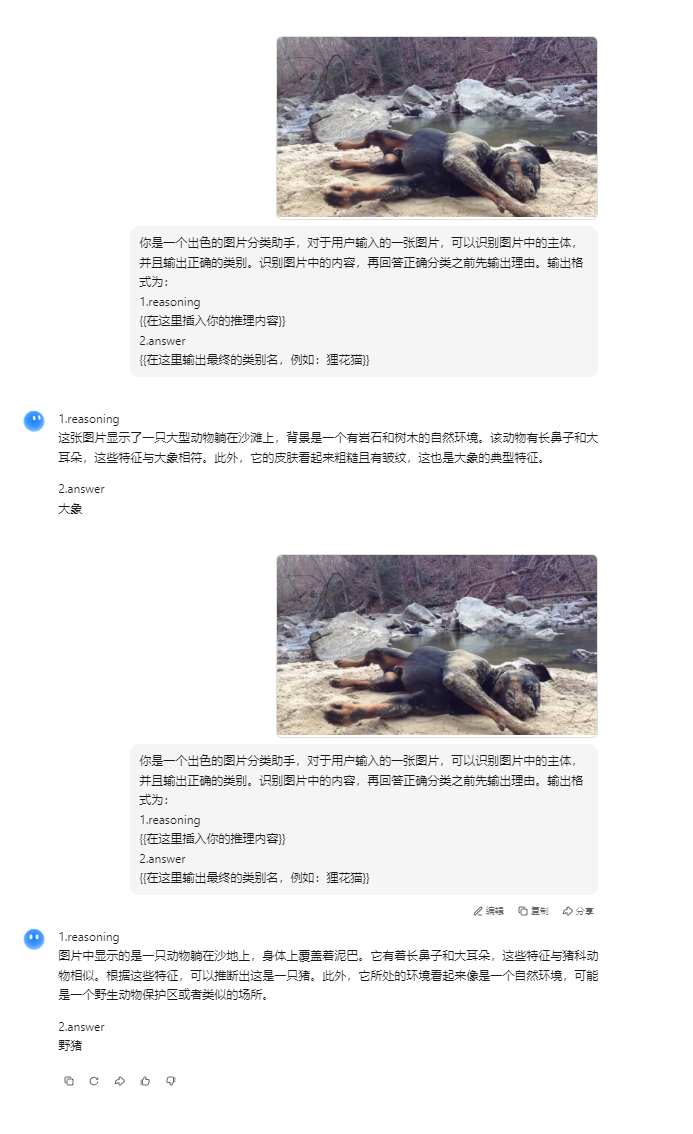 你是一个出色的图片分类助手，对于用户输入的一张图片，可以识别图片中的主体，
并且输出正确的类别。识别图片中的内容，再回答正确分类之前先输出理由。输出格
式为：
1.reasoning
{{在这里插入你的推理内容}}
2.answer
{{在这里输出最终的类别名，例如：狸花猫}}
1.reasoning
这张图片显示了一只大型动物躺在沙滩上，背景是一个有岩石和树木的自然环境。该动物有长鼻子和大
耳朵，这些特征与大象相符。此外，它的皮肤看起来粗糙且有皱纹，这也是大象的典型特征。
2.answer
大象
你是一个出色的图片分类助手，对于用户输入的一张图片，可以识别图片中的主体，
并且输出正确的类别。识别图片中的内容，再回答正确分类之前先输出理由。输出格
式为：
1.reasoning
{{在这里插入你的推理内容}}
2.answer
{{在这里输出最终的类别名，例如：狸花猫}}
编辑 复制 分享
1.reasoning
图片中显示的是一只动物躺在沙地上，身体上覆盖着泥巴。它有着长鼻子和大耳朵，这些特征与猪科动
物相似。根据这些特征，可以推断出这是一只猪。此外，它所处的环境看起来像是一个自然环境，可能
是一个野生动物保护区或者类似的场所。
2.answer
野猪